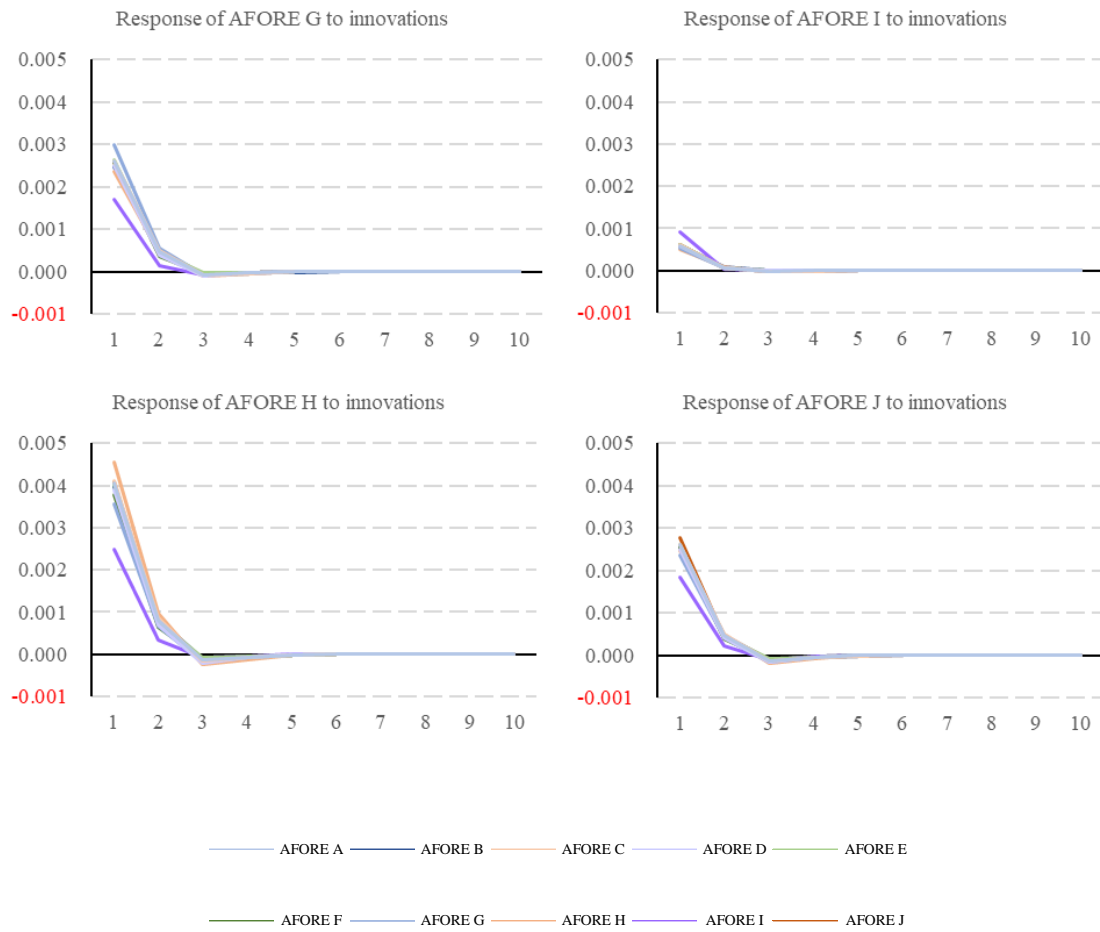 Response of AFORE G to innovations
0.005
0.004
0.003
0.002
0.001
0.000
-0.001
1 2 3 4 5 6 7 8 9 10
Response of AFORE I to innovations
0.005
0.004
0.003
0.002
0.001
0.000
-0.001
1 2 3 4 5 6 7 8 9 10
Response of AFORE H to innovations
0.005
0.004
0.003
0.002
0.001
0.000
-0.001
1 2 3 4 5 6 7 8 9 10
Response of AFORE J to innovations
0.005
0.004
0.003
0.002
0.001
0.000
-0.001
1 2 3 4 5 6 7 8 9 10
AFORE A AFORE B AFORE C AFORE D AFORE E
AFORE F AFORE G AFORE H AFORE I AFORE J